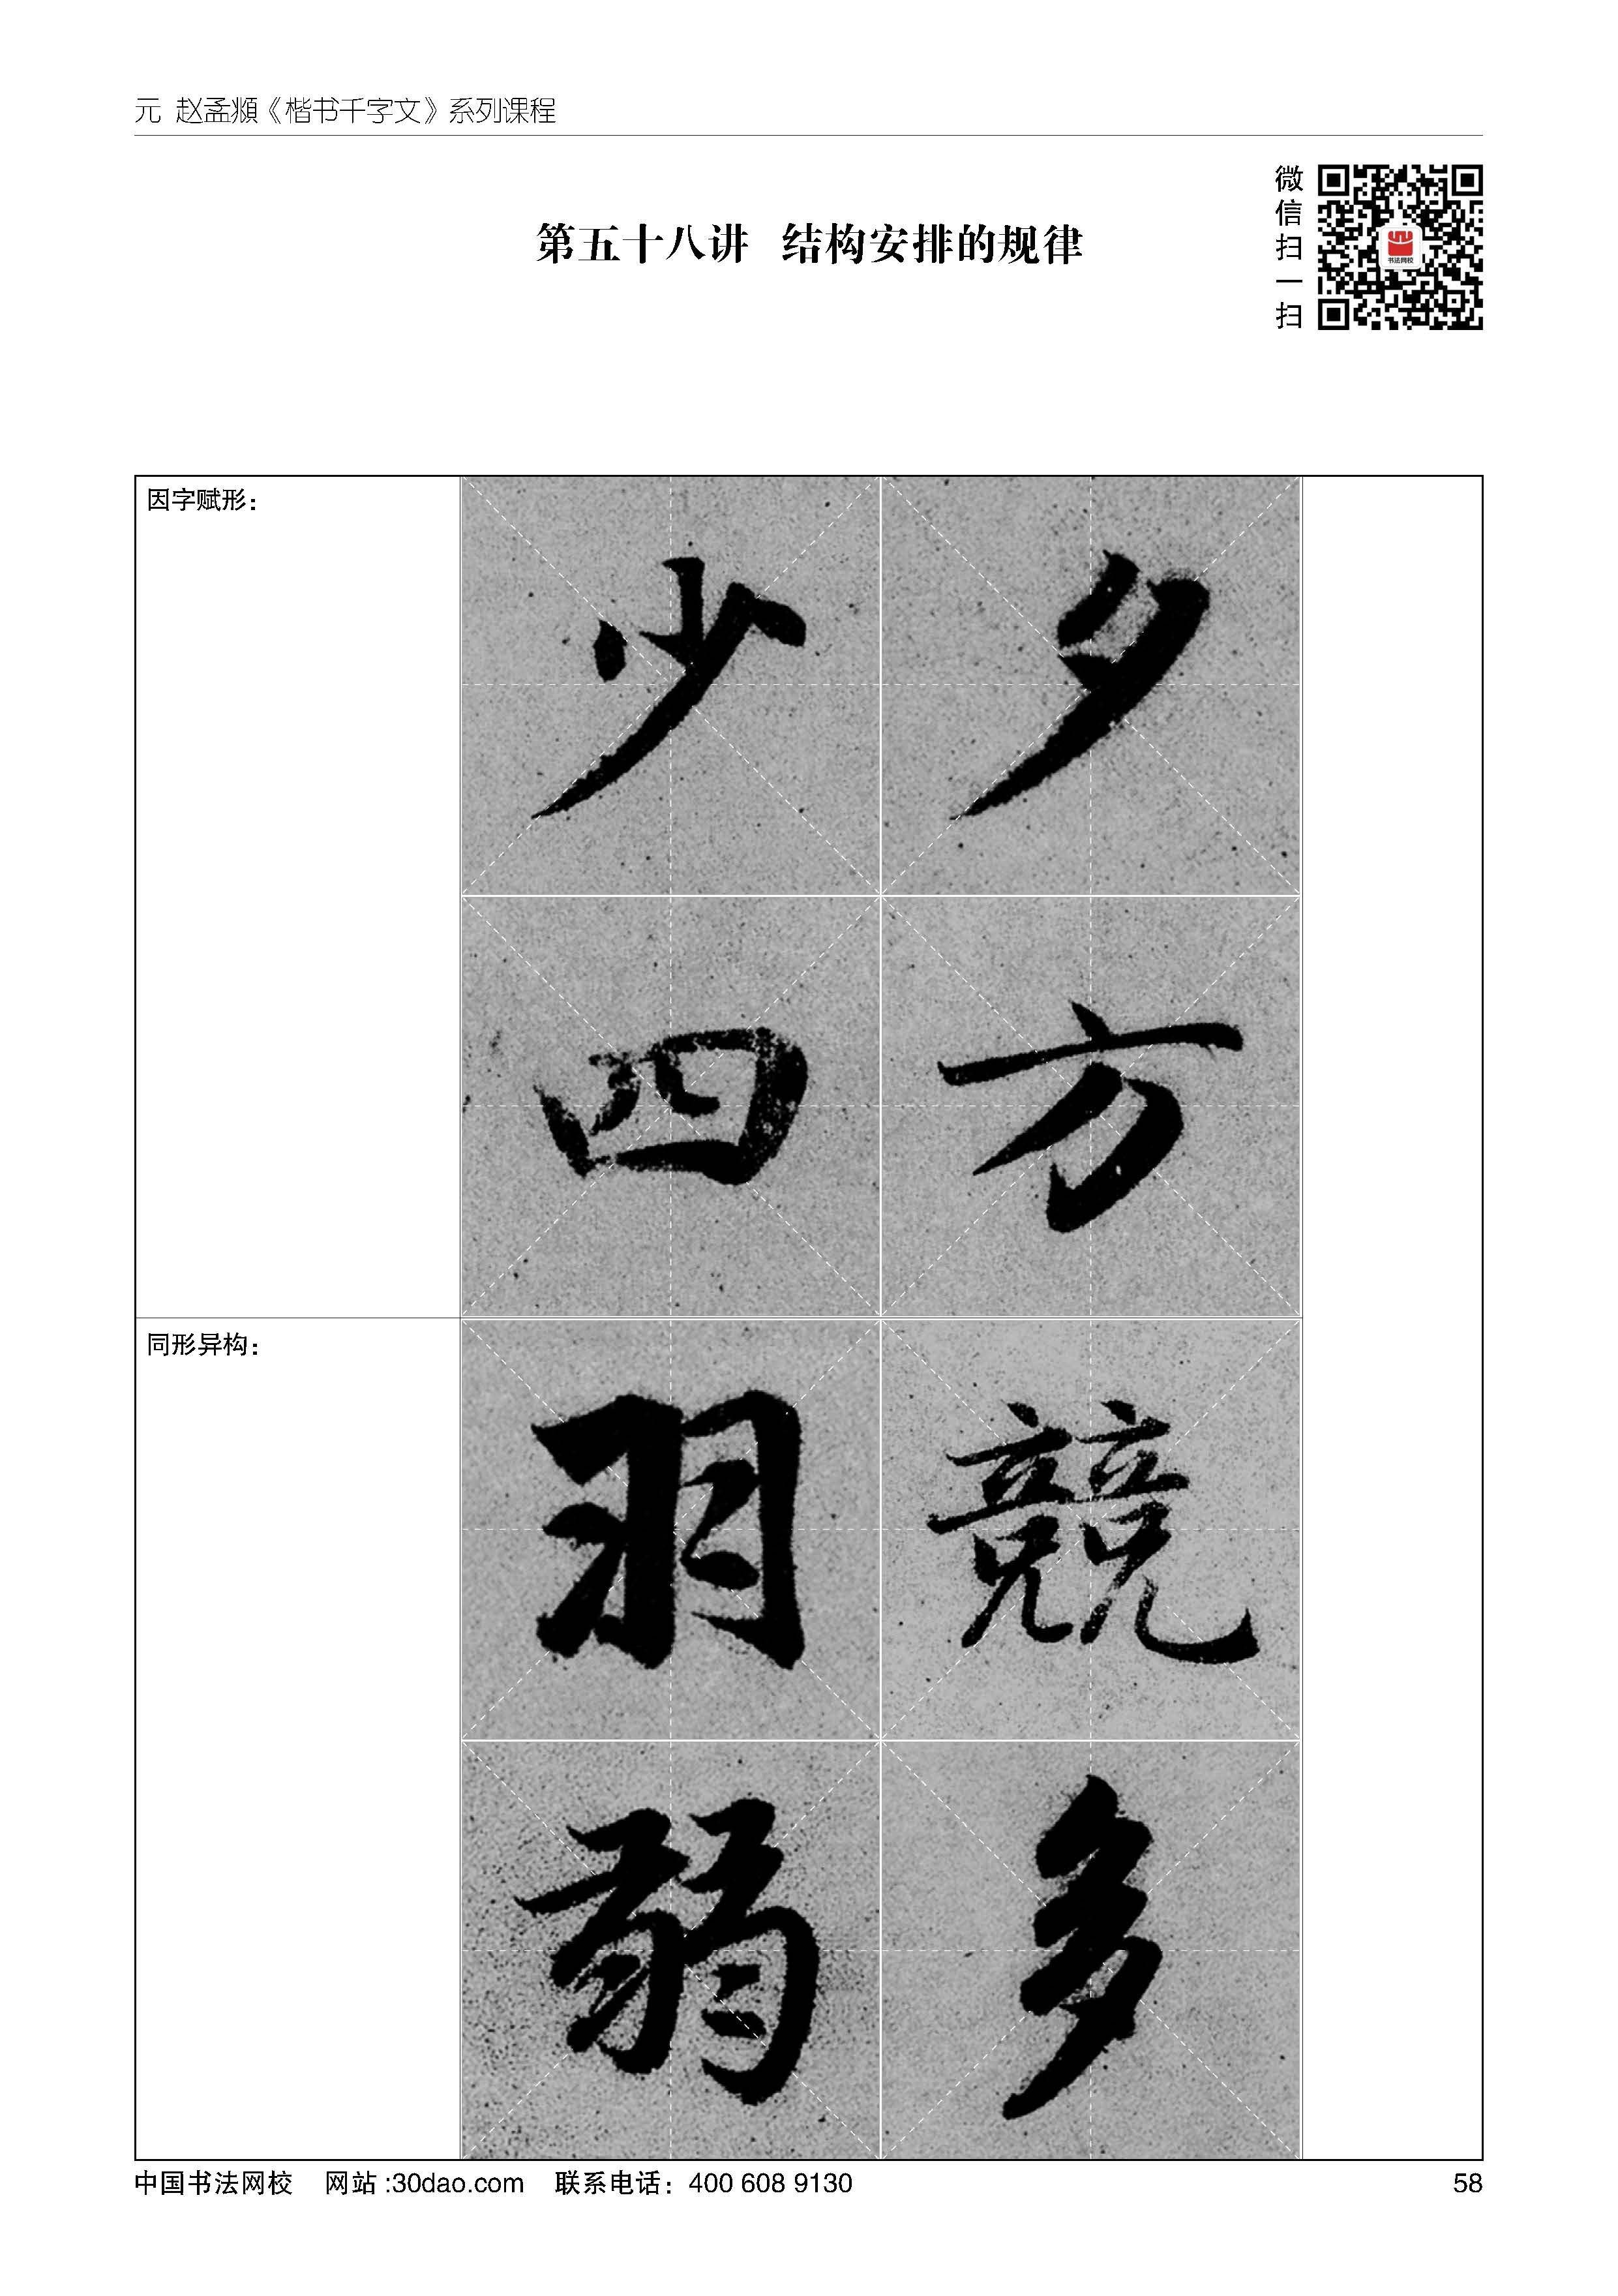 元 赵孟頫《楷书千字文》系列课程
微信扫一扫
书法网校
第五十八讲 结构安排的规律
因字赋形：
少 夕
四 方
同形异构：
羽 競
弱 多
中国书法网校 网站:30dao.com 联系电话：400 608 9130 58